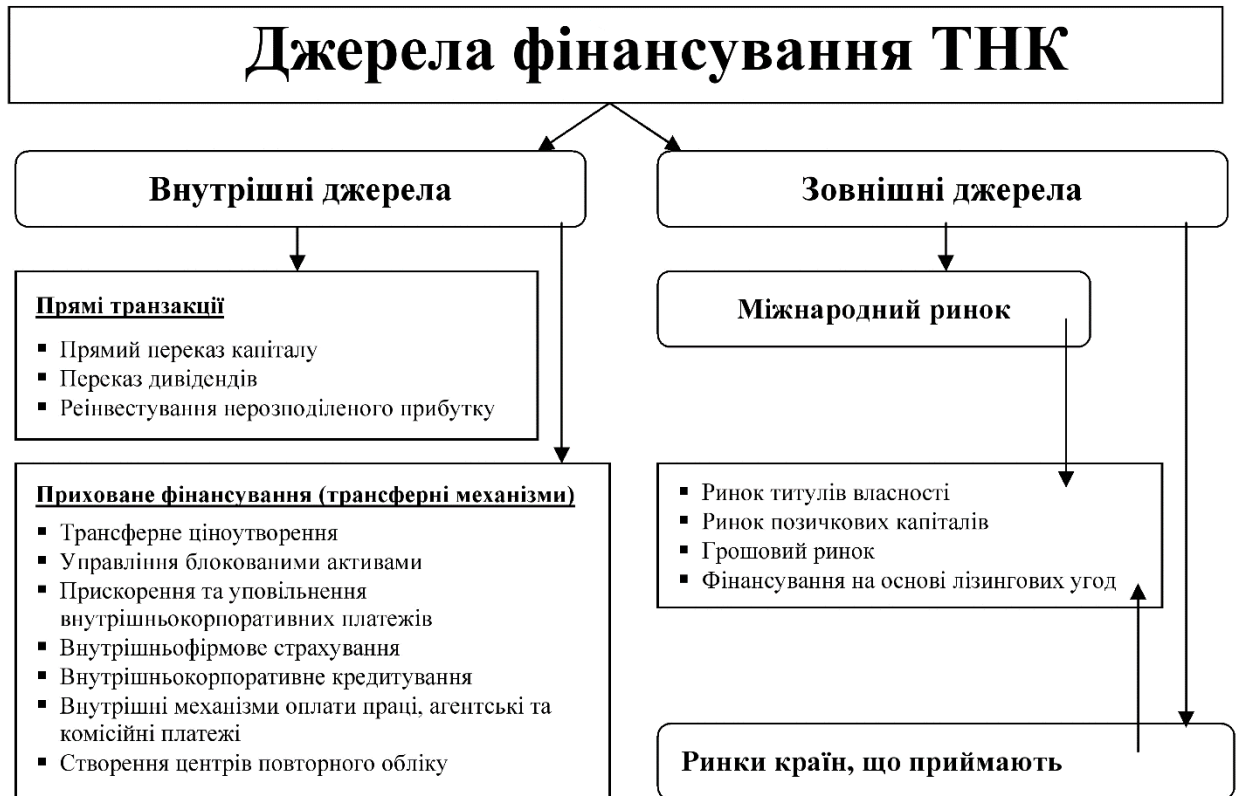 Джерела фінансування ТНК
Внутрішні джерела
Прямі транзакції
▪ Прямий переказ капіталу
▪ Переказ дивідендів
▪ Реінвестування нерозподіленого прибутку
Приховане фінансування (трансферні механізми)
▪ Трансферне ціноутворення
▪ Управління блокованими активами
▪ Прискорення та уповільнення
внутрішньокорпоративних платежів
▪ Внутрішньофірмове страхування
▪ Внутрішньокорпоративне кредитування
▪ Внутрішні механізми оплати праці, агентські та
комісійні платежі
▪ Створення центрів повторного обліку
Зовнішні джерела
Міжнародний ринок
▪ Ринок титулів власності
▪ Ринок позичкових капіталів
▪ Грошовий ринок
▪ Фінансування на основі лізингових угод
Ринки країн, що приймають